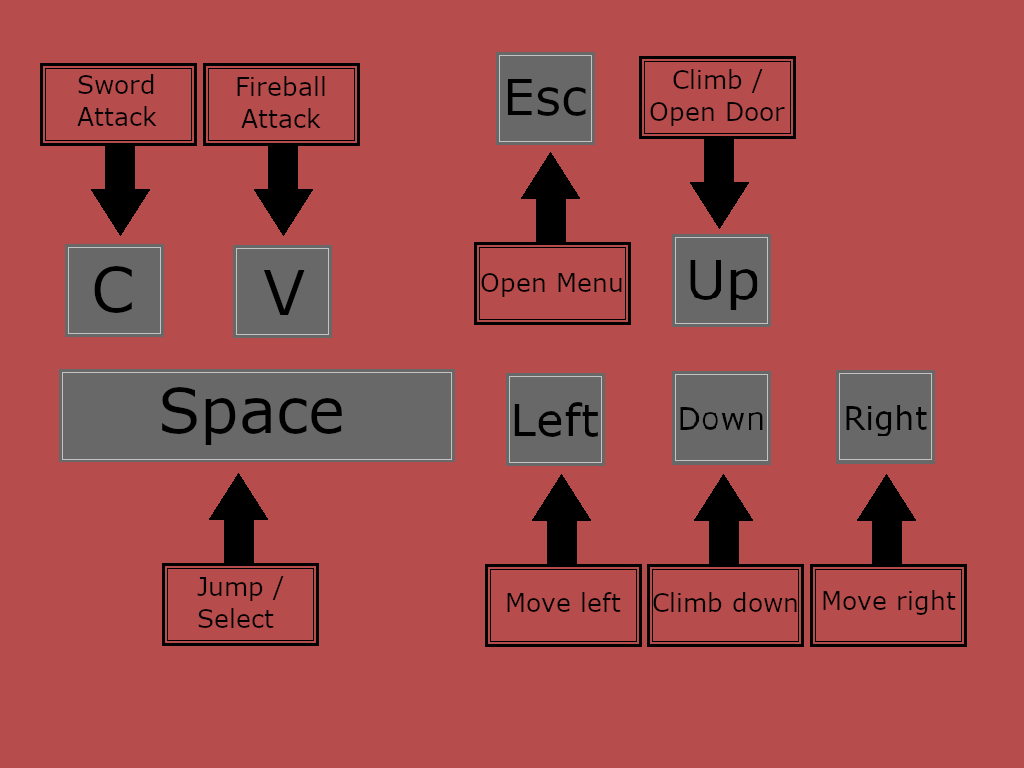 Sword
Attack
Fireball
Attack
Esc
Climb /
Open Door
C
V
Open Menu
Up
Space
Left
Down
Right
Jump /
Select
Move left
Climb down
Move right